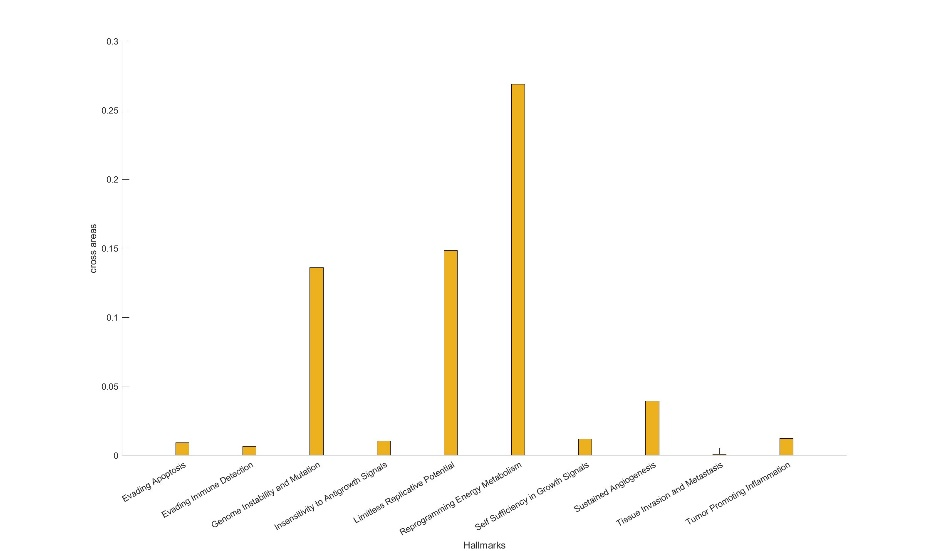 0.3
0.25
0.2
0.15
0.1
0.05
0
cross areas
Evading Apoptosis
Evading Immune Detection
Genome Instability and Mutation
Insensitivity to Antigrowth Signals
Limitless Replicative Potential
Reprogramming Energy Metabolism
Self Sufficiency in Growth Signals
Sustained Angiogenesis
Tissue Invasion and Metastasis
Tumor Promoting Inflammation
Hallmarks